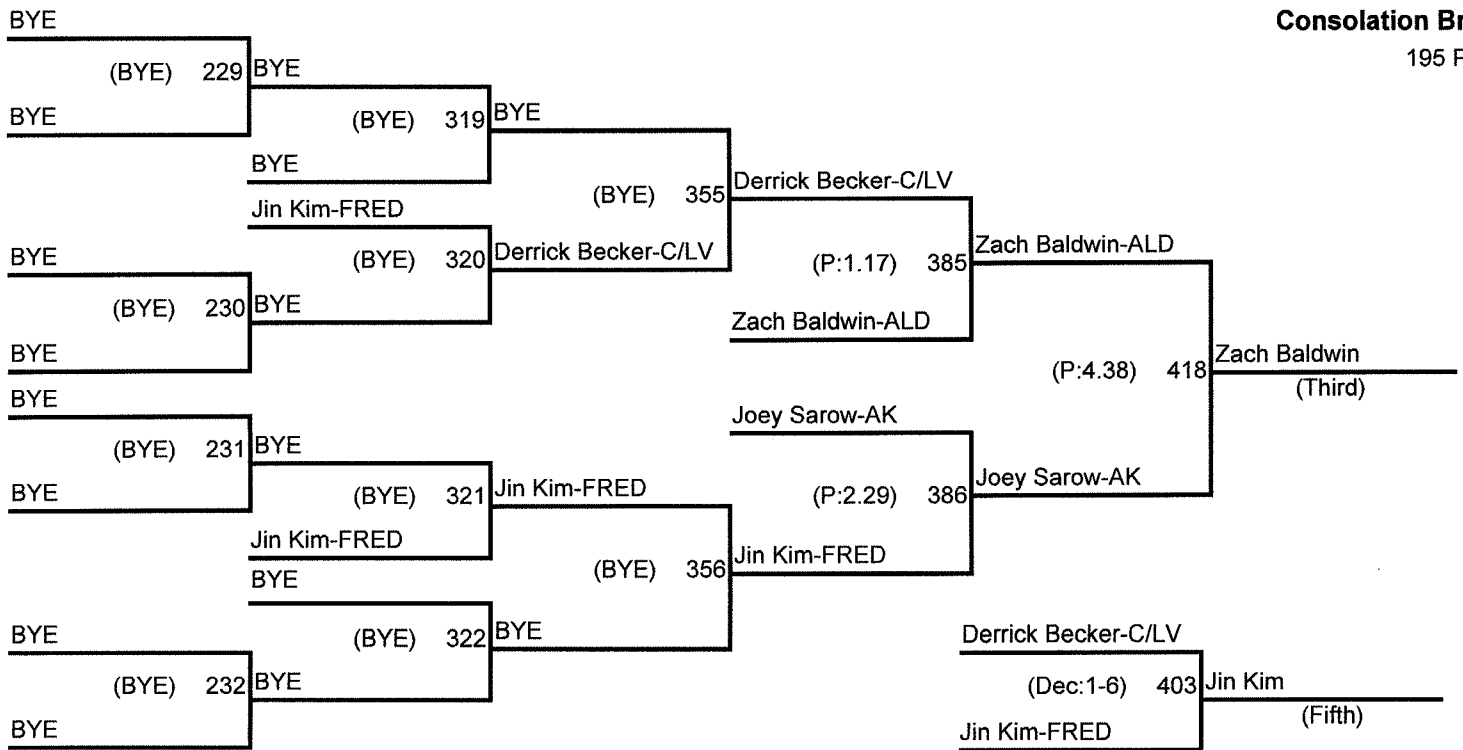 BYE
Consolation Br
(BYE) 229 BYE
195 P
BYE
(BYE) 319 BYE
BYE
(BYE) 355 Derrick Becker-C/LV
Jin Kim-FRED
(BYE) 320 Derrick Becker-C/LV
BYE
(P:1.17) 385 Zach Baldwin-ALD
(BYE) 230 BYE
Zach Baldwin-ALD
BYE
(P:4.38) 418 Zach Baldwin
(Third)
BYE
Joey Sarow-AK
(BYE) 231 BYE
BYE
(BYE) 321 Jin Kim-FRED
(P:2.29) 386 Joey Sarow-AK
Jin Kim-FRED
(BYE) 356 Jin Kim-FRED
BYE
BYE
(BYE) 322 BYE
Derrick Becker-C/LV
(BYE) 232 BYE
(Dec:1-6) 403 Jin Kim
(Fifth)
BYE
Jin Kim-FRED